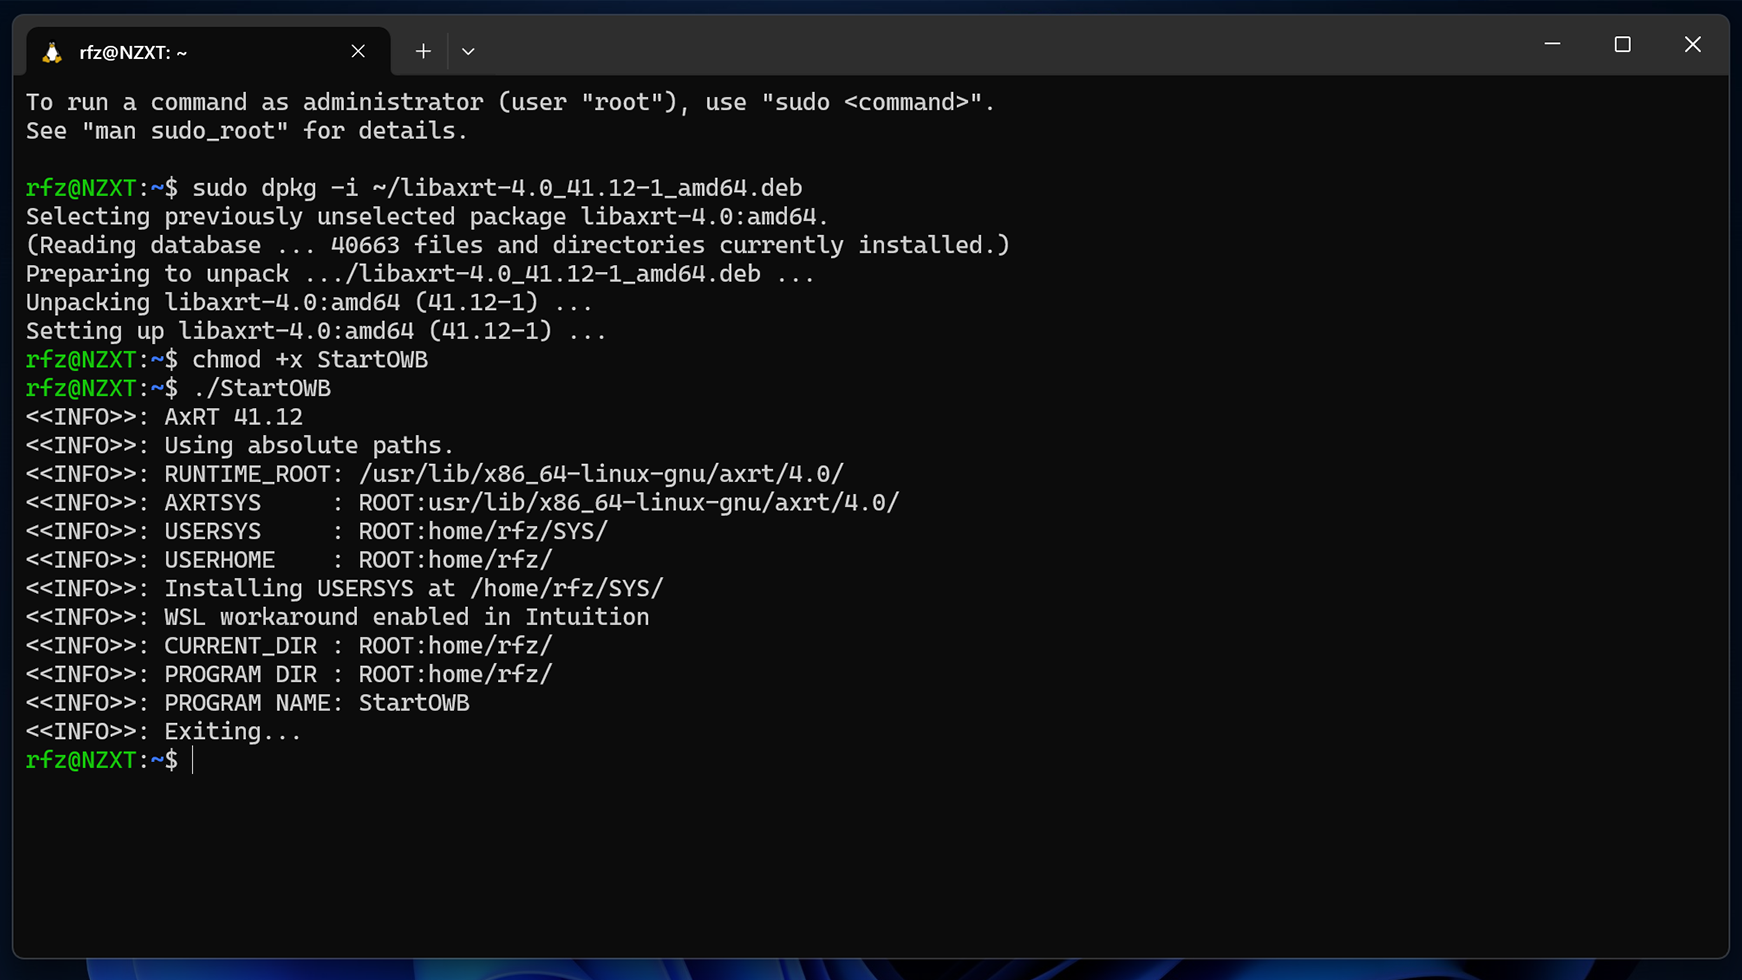 rfz@NZXT: ~
To run a command as administrator (user "root"), use "sudo <command>".
See "man sudo_root" for details.
rfz@NZXT:~$ sudo dpkg -i ~/libaxrt-4.0_41.12-1_amd64.deb
Selecting previously unselected package libaxrt-4.0:amd64.
(Reading database ... 40663 files and directories currently installed.)
Preparing to unpack .../libaxrt-4.0_41.12-1_amd64.deb ...
Unpacking libaxrt-4.0:amd64 (41.12-1) ...
Setting up libaxrt-4.0:amd64 (41.12-1) ...
rfz@NZXT:~$ chmod +x StartOWB
rfz@NZXT:~$ ./StartOWB
<<INFO>>: AxRT 41.12
<<INFO>>: Using absolute paths.
<<INFO>>: RUNTIME_ROOT: /usr/lib/x86_64-linux-gnu/axrt/4.0/
<<INFO>>: AXRTSYS     : ROOT:usr/lib/x86_64-linux-gnu/axrt/4.0/
<<INFO>>: USERSYS     : ROOT:home/rfz/SYS/
<<INFO>>: USERHOME    : ROOT:home/rfz/
<<INFO>>: Installing USERSYS at /home/rfz/SYS/
<<INFO>>: WSL workaround enabled in Intuition
<<INFO>>: CURRENT_DIR : ROOT:home/rfz/
<<INFO>>: PROGRAM DIR : ROOT:home/rfz/
<<INFO>>: PROGRAM NAME: StartOWB
<<INFO>>: Exiting...
rfz@NZXT:~$